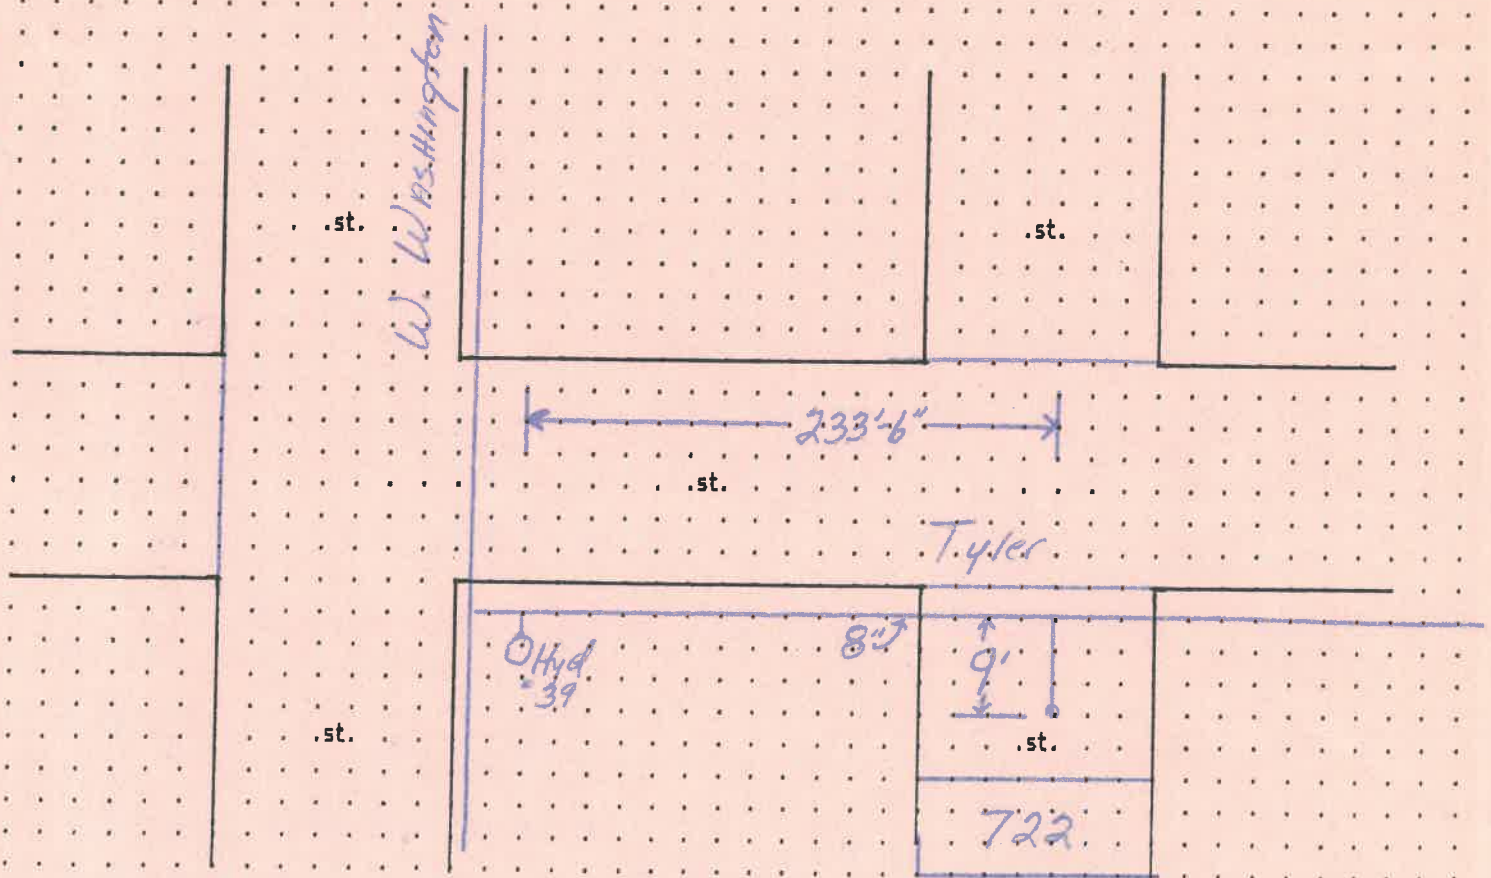 W. Washington
.st.
.st.
233'-6"
.st.
Tyler
8"
9'
Hyd
39
.st.
.st.
722